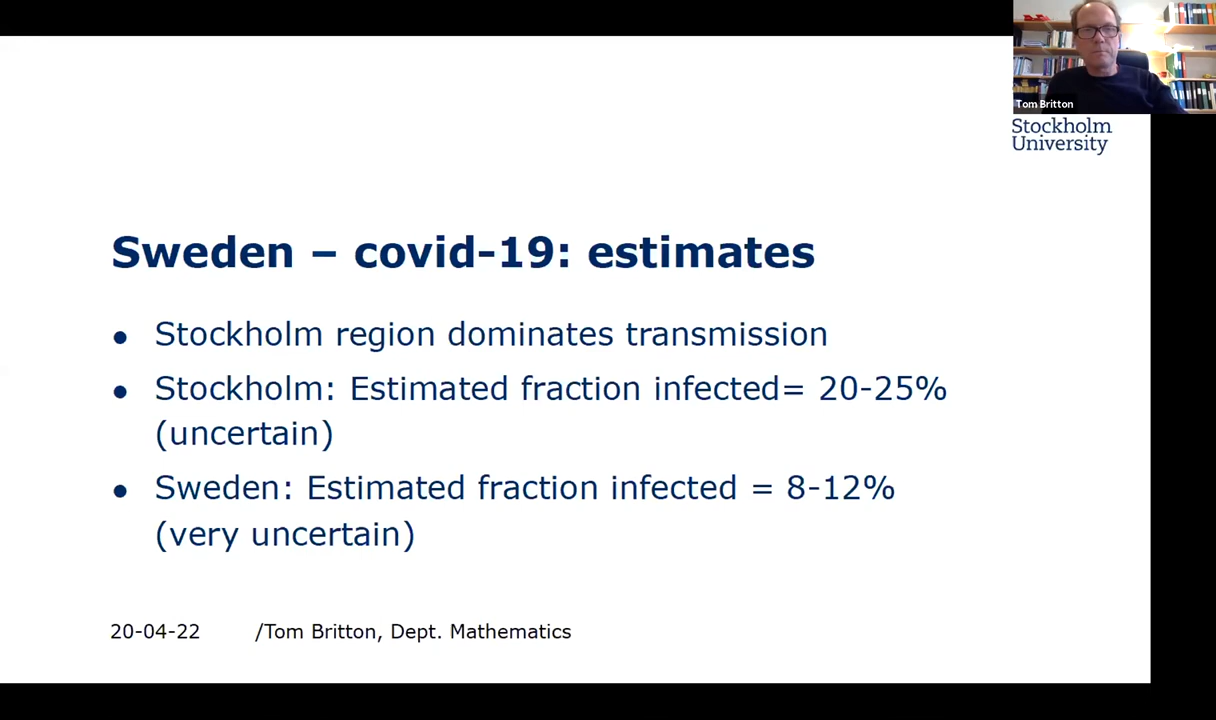 Tom Britton
Stockholm
University
Sweden – covid-19: estimates
● Stockholm region dominates transmission
● Stockholm: Estimated fraction infected= 20-25%
(uncertain)
● Sweden: Estimated fraction infected = 8-12%
(very uncertain)
20-04-22 /Tom Britton, Dept. Mathematics